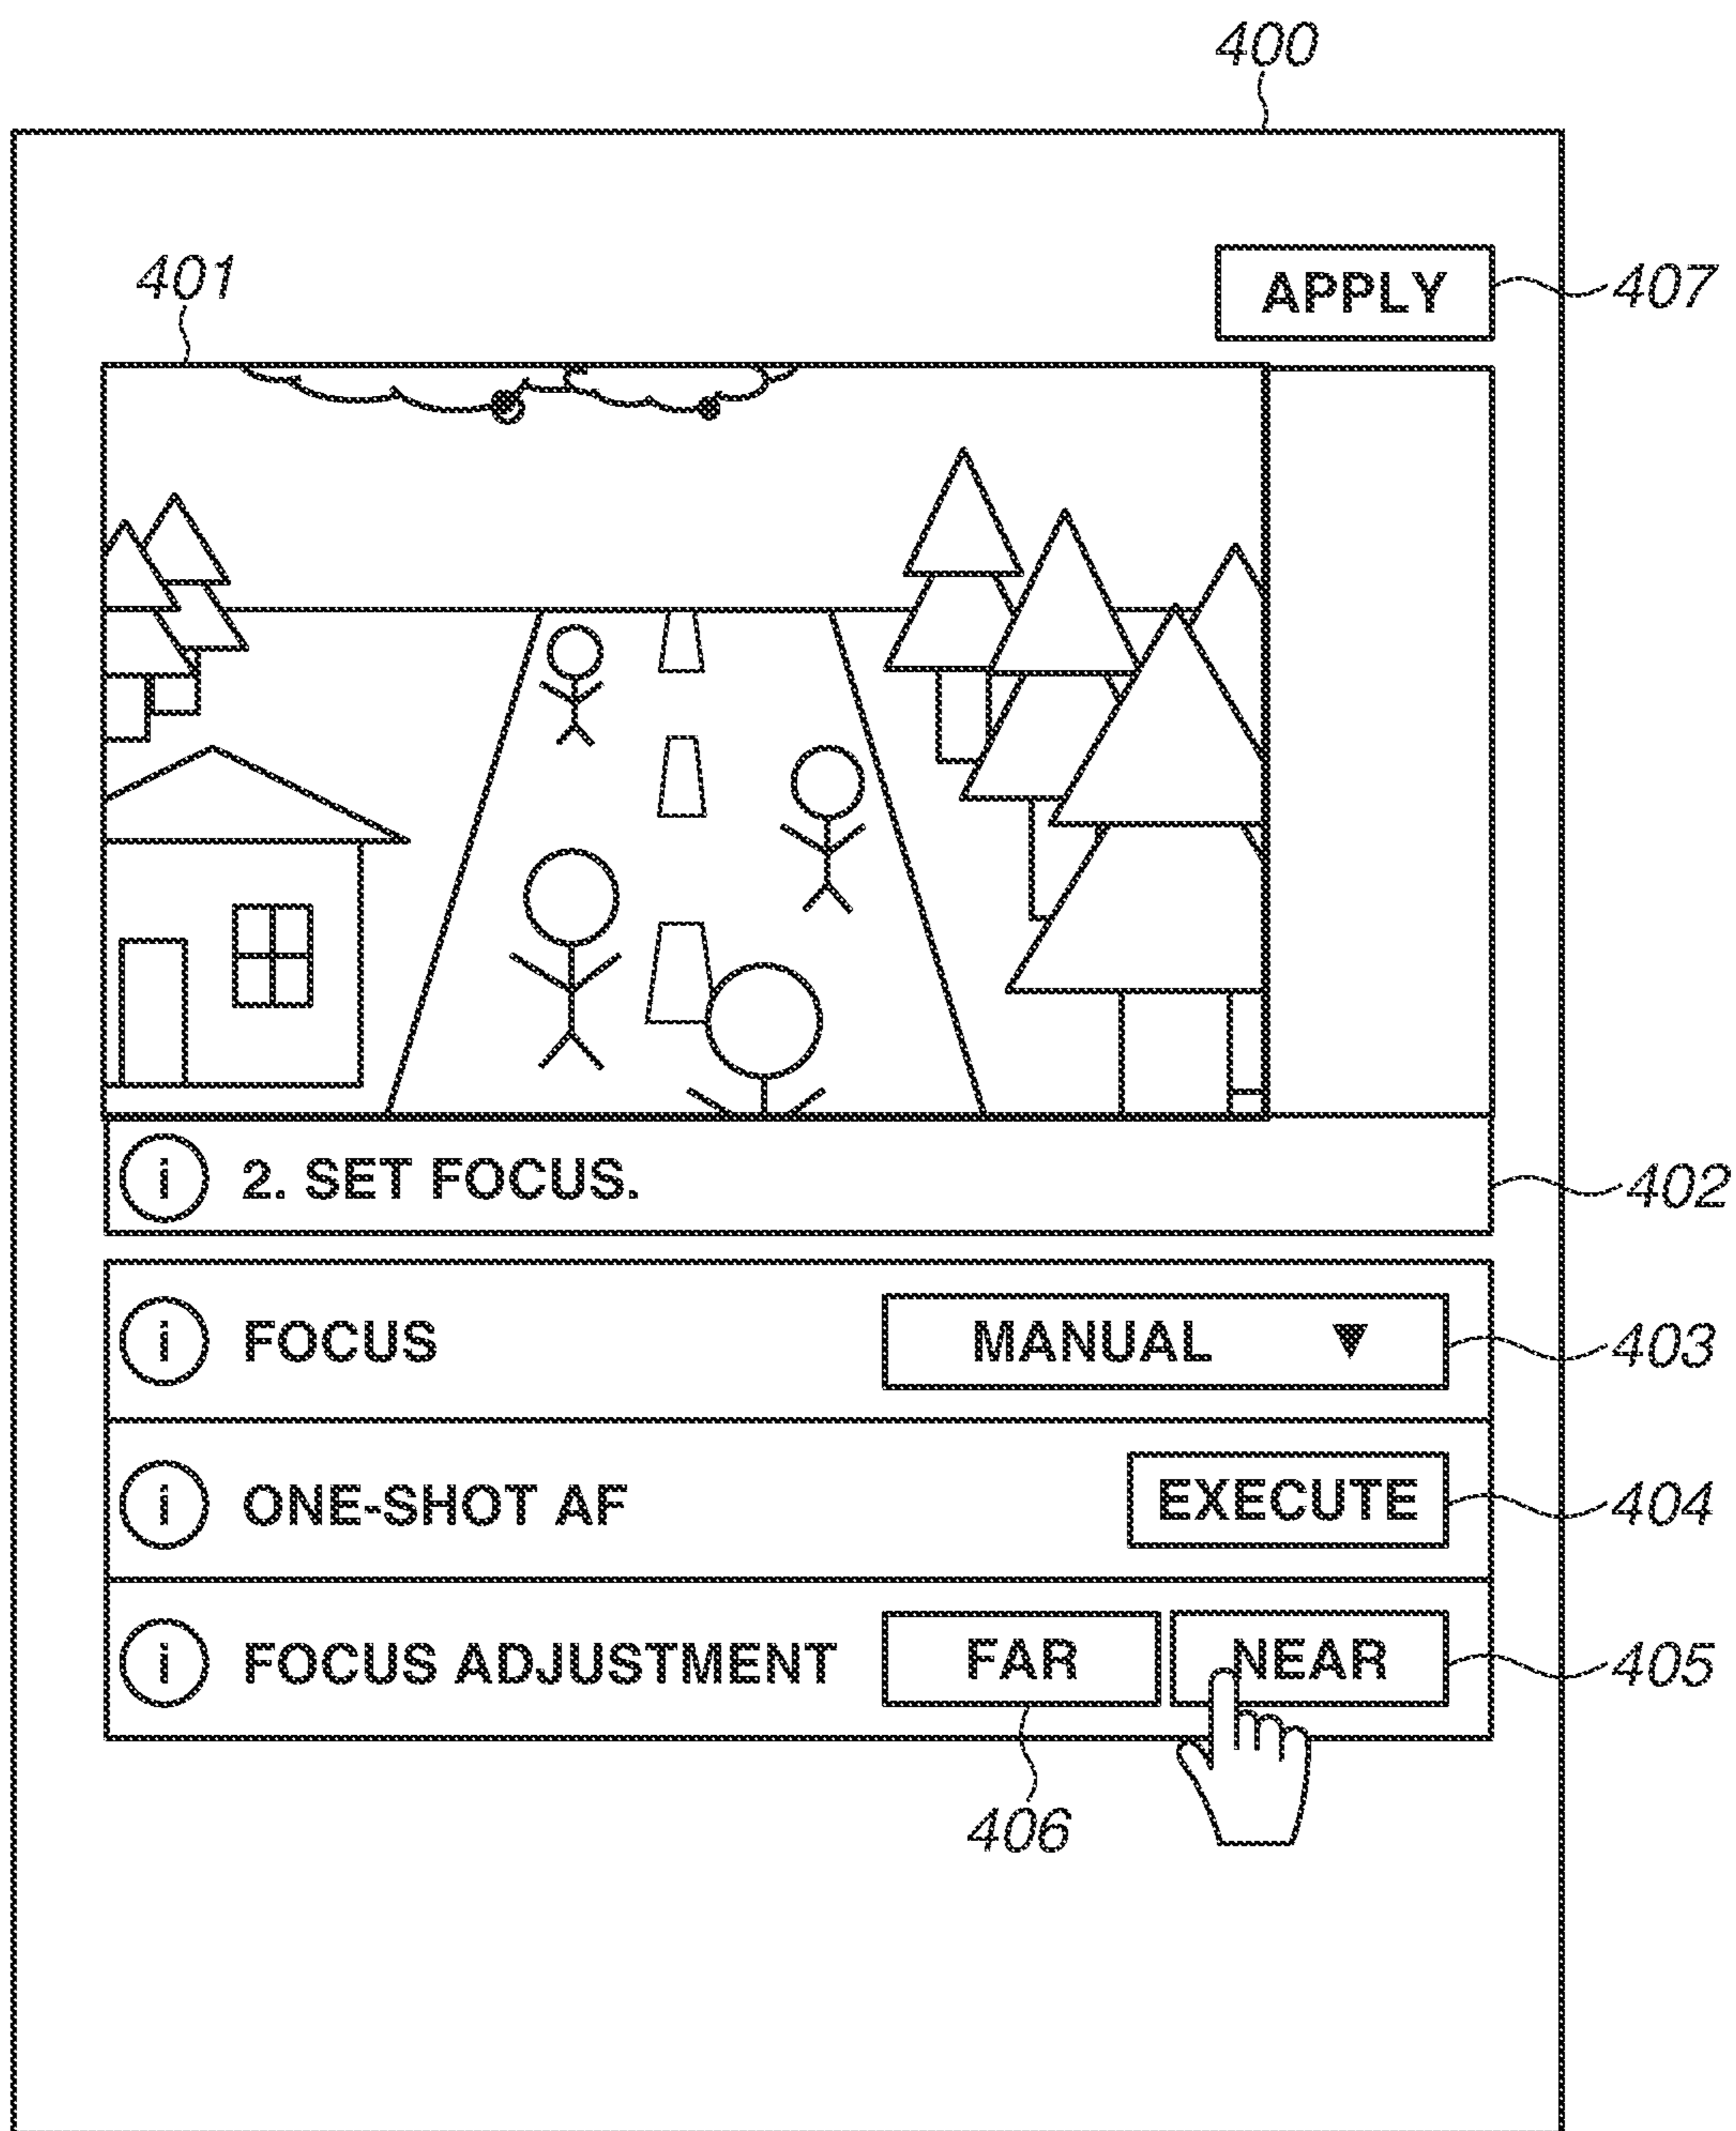 400
401
APPLY 407
i 2. SET FOCUS. 402
i FOCUS MANUAL ▼ 403
i ONE-SHOT AF EXECUTE 404
i FOCUS ADJUSTMENT FAR NEAR 405
406